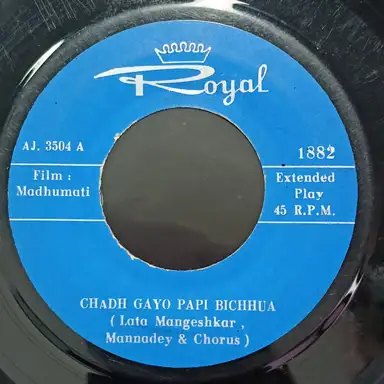 Royal
AJ. 3504 A
1882
Film :
Madhumati
Extended
Play
45 R.P.M.
CHADH GAYO PAPI BICHHUA
( Lata Mangeshkar ,
Mannadey & Chorus )